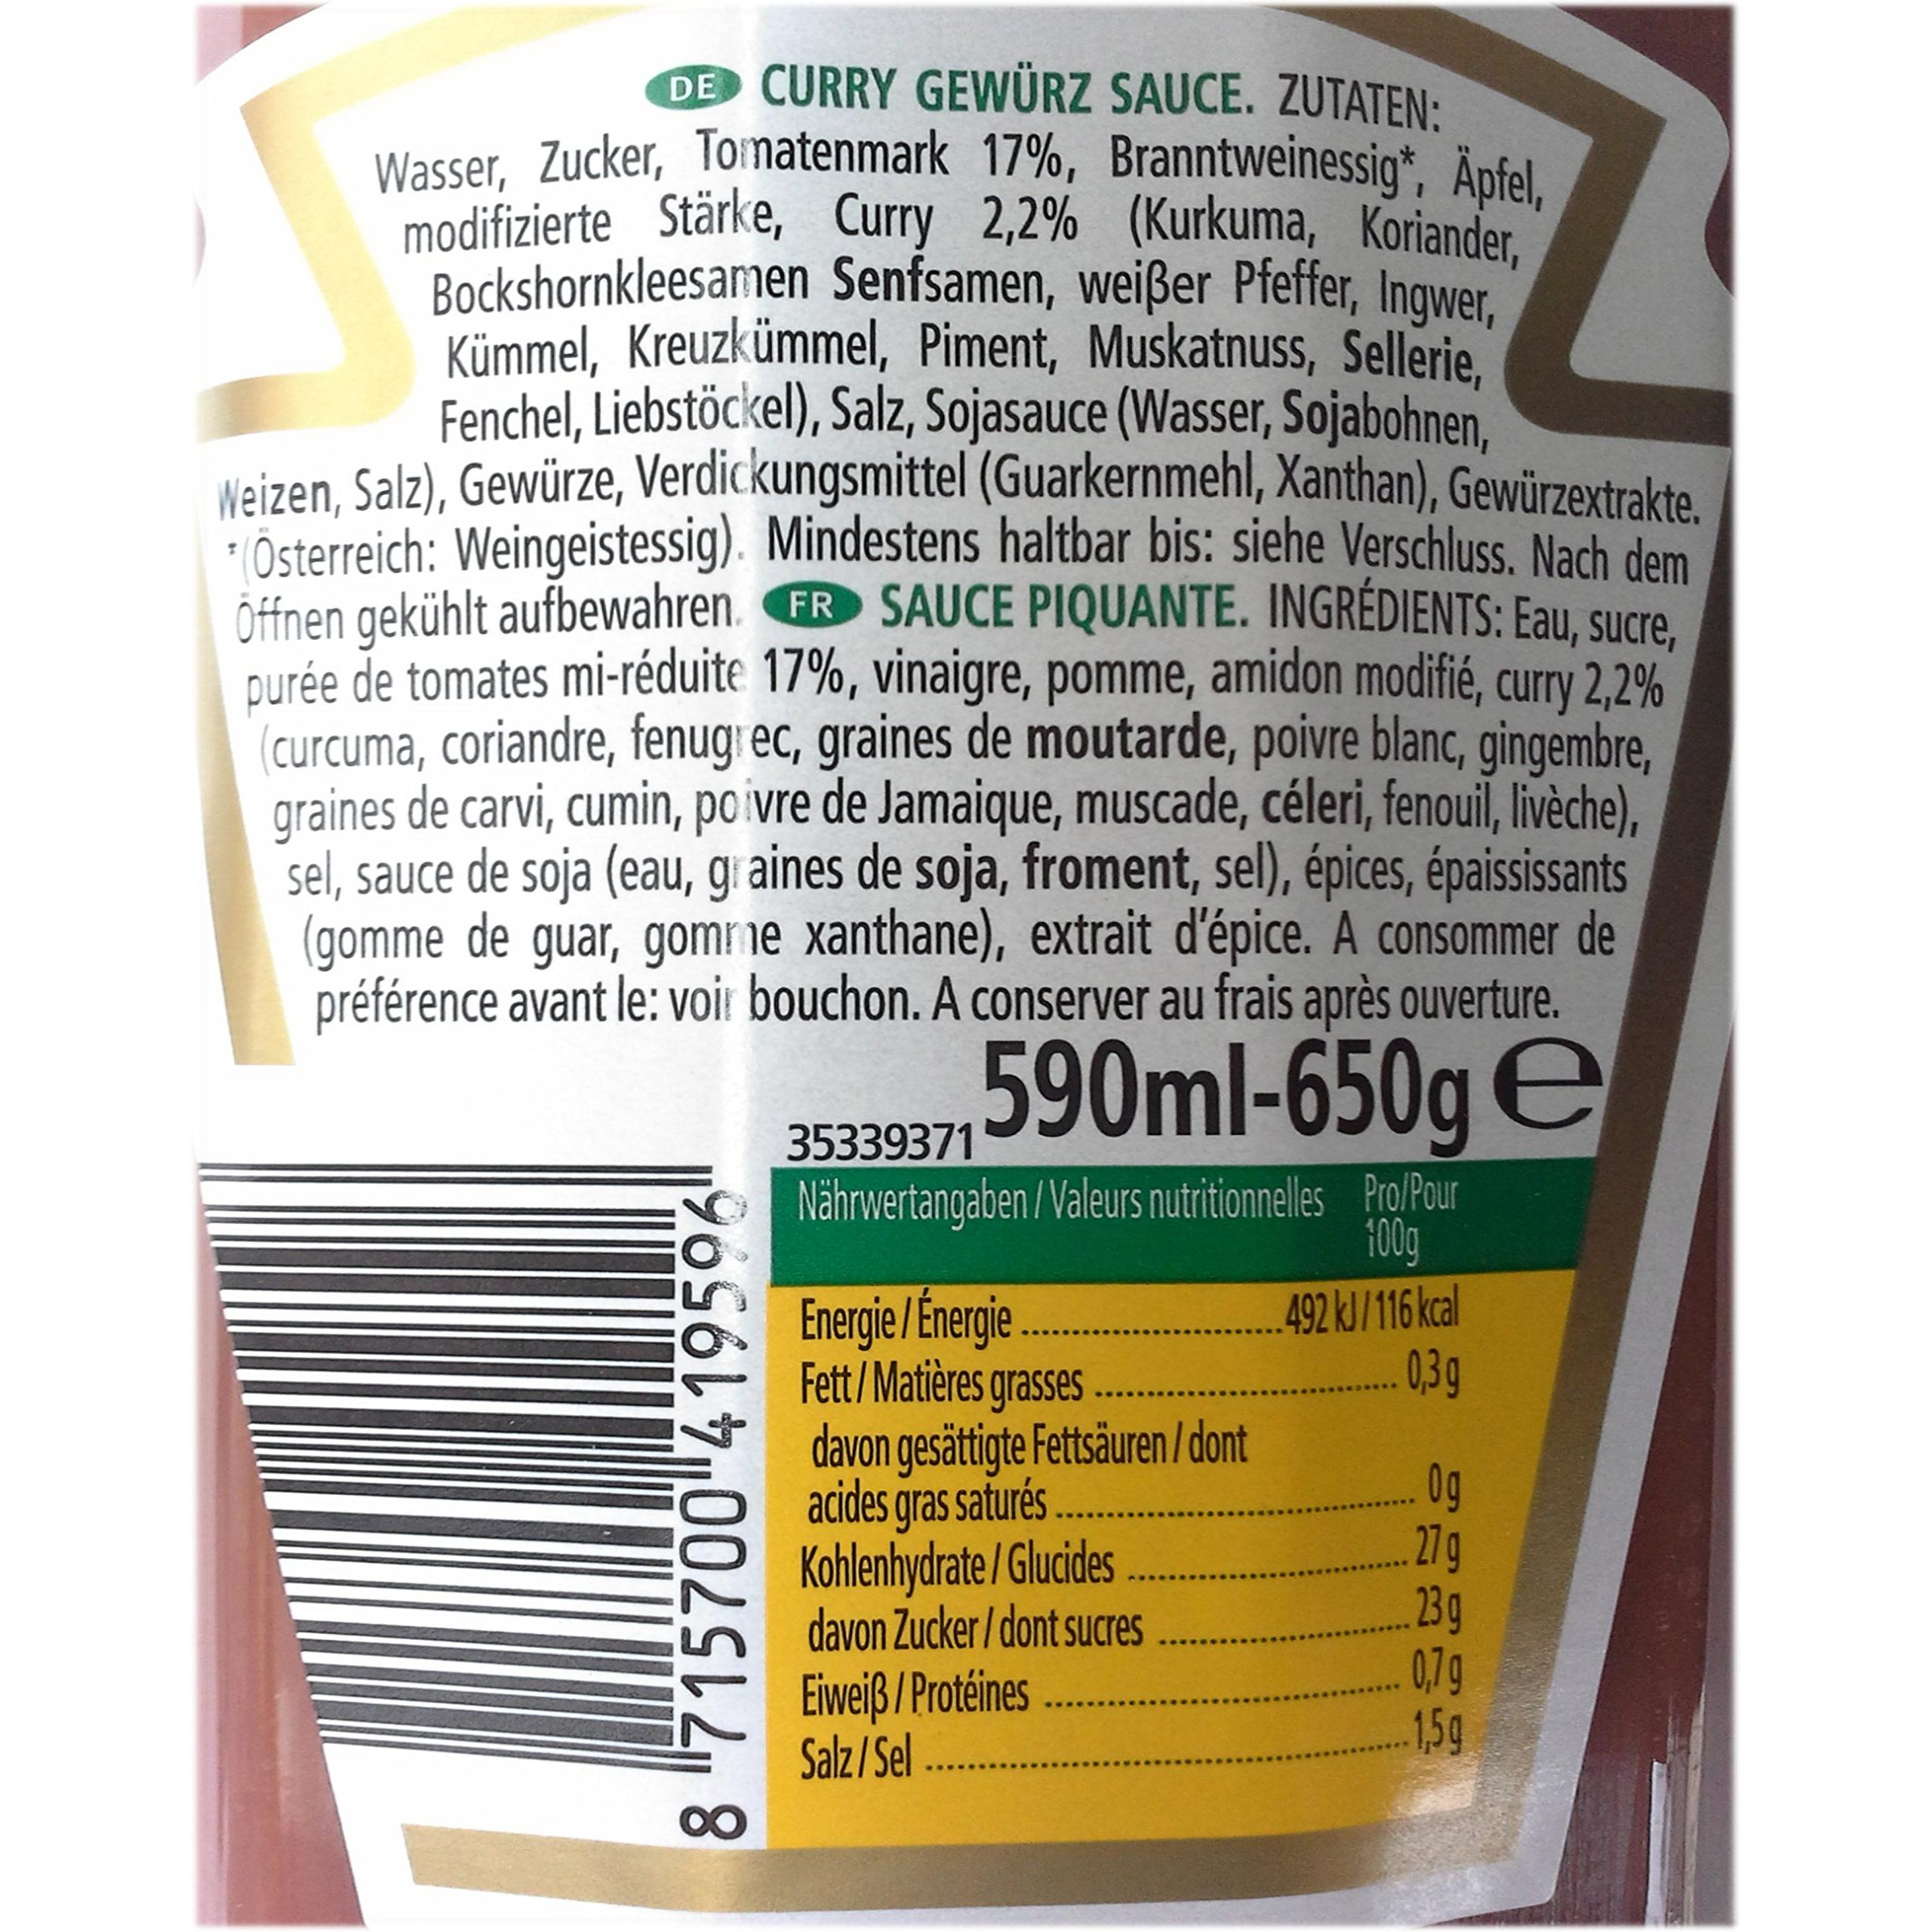 DE CURRY GEWÜRZ SAUCE. ZUTATEN:
Wasser, Zucker, Tomatenmark 17%, Branntweinessig*, Äpfel,
modifizierte Stärke, Curry 2,2% (Kurkuma, Koriander,
Bockshornkleesamen Senfsamen, weißer Pfeffer, Ingwer,
Kümmel, Kreuzkümmel, Piment, Muskatnuss, Sellerie,
Fenchel, Liebstöckel), Salz, Sojasauce (Wasser, Sojabohnen,
Weizen, Salz), Gewürze, Verdickungsmittel (Guarkernmehl, Xanthan), Gewürzextrakte.
*(Österreich: Weingeistessig). Mindestens haltbar bis: siehe Verschluss. Nach dem
Öffnen gekühlt aufbewahren. FR SAUCE PIQUANTE. INGRÉDIENTS: Eau, sucre,
purée de tomates mi-réduite 17%, vinaigre, pomme, amidon modifié, curry 2,2%
(curcuma, coriandre, fenugrec, graines de moutarde, poivre blanc, gingembre,
graines de carvi, cumin, poivre de Jamaique, muscade, céleri, fenouil, livèche),
sel, sauce de soja (eau, graines de soja, froment, sel), épices, épaississants
(gomme de guar, gomme xanthane), extrait d'épice. A consommer de
préférence avant le: voir bouchon. A conserver au frais après ouverture.
35339371 590ml-650g e
8 715700 419596
Nährwertangaben / Valeurs nutritionnelles Pro/Pour
100g
Energie / Énergie 492 kJ / 116 kcal
Fett / Matières grasses 0,3 g
davon gesättigte Fettsäuren / dont
acides gras saturés 0 g
Kohlenhydrate / Glucides 27 g
davon Zucker / dont sucres 23 g
Eiweiß / Protéines 0,7 g
Salz / Sel 1,5 g